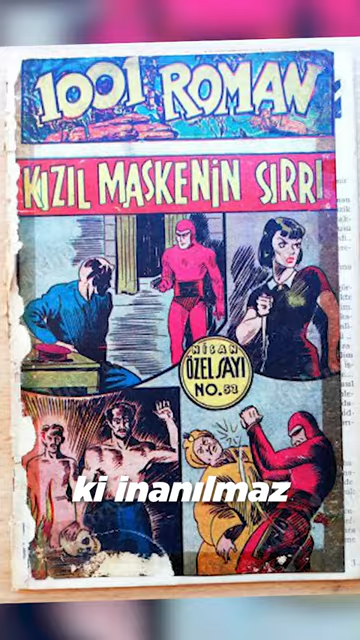 1001 ROMAN
KIZIL MASKENİN SIRRI
NİSAN
ÖZEL SAYI
NO. 52
ki inanılmaz